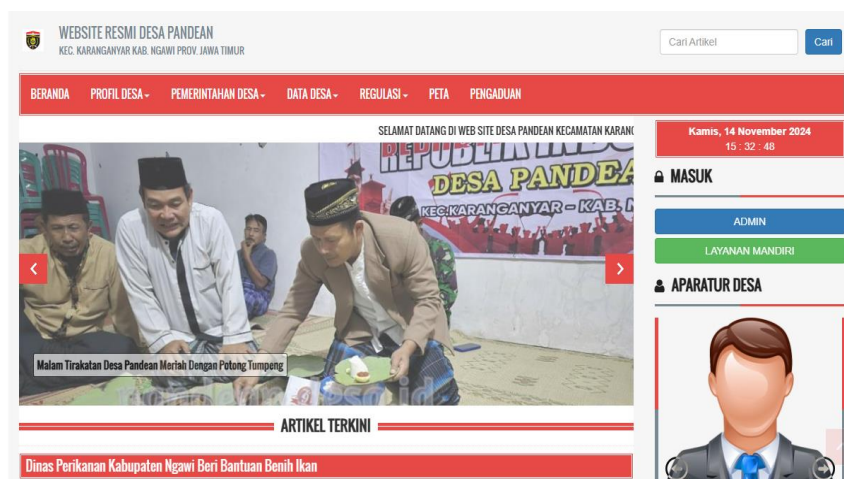 WEBSITE RESMI DESA PANDEAN
KEC. KARANGANYAR KAB. NGAWI PROV. JAWA TIMUR
Cari Artikel
Cari
BERANDA PROFIL DESA PEMERINTAHAN DESA DATA DESA REGULASI PETA PENGADUAN
SELAMAT DATANG DI WEB SITE DESA PANDEAN KECAMATAN KARANG
Kamis, 14 November 2024
15 : 32 : 48
MASUK
ADMIN
LAYANAN MANDIRI
APARATUR DESA
REPUBLIK INDO
DESA PANDEA
KEC.KARANGANYAR - KAB. N
Malam Tirakatan Desa Pandean Meriah Dengan Potong Tumpeng
ARTIKEL TERKINI
Dinas Perikanan Kabupaten Ngawi Beri Bantuan Benih Ikan